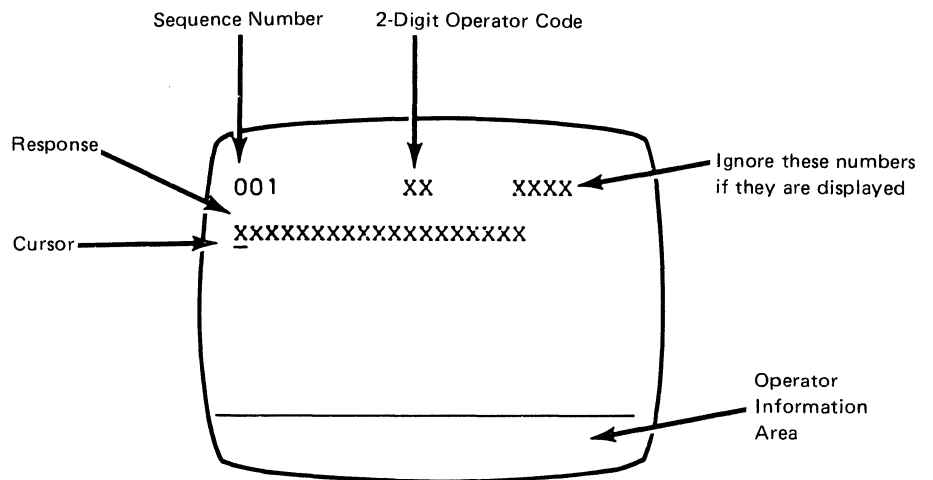 Sequence Number
2-Digit Operator Code
Response
Ignore these numbers
if they are displayed
001 XX XXXX
Cursor
XXXXXXXXXXXXXXXXXXXX
Operator
Information
Area